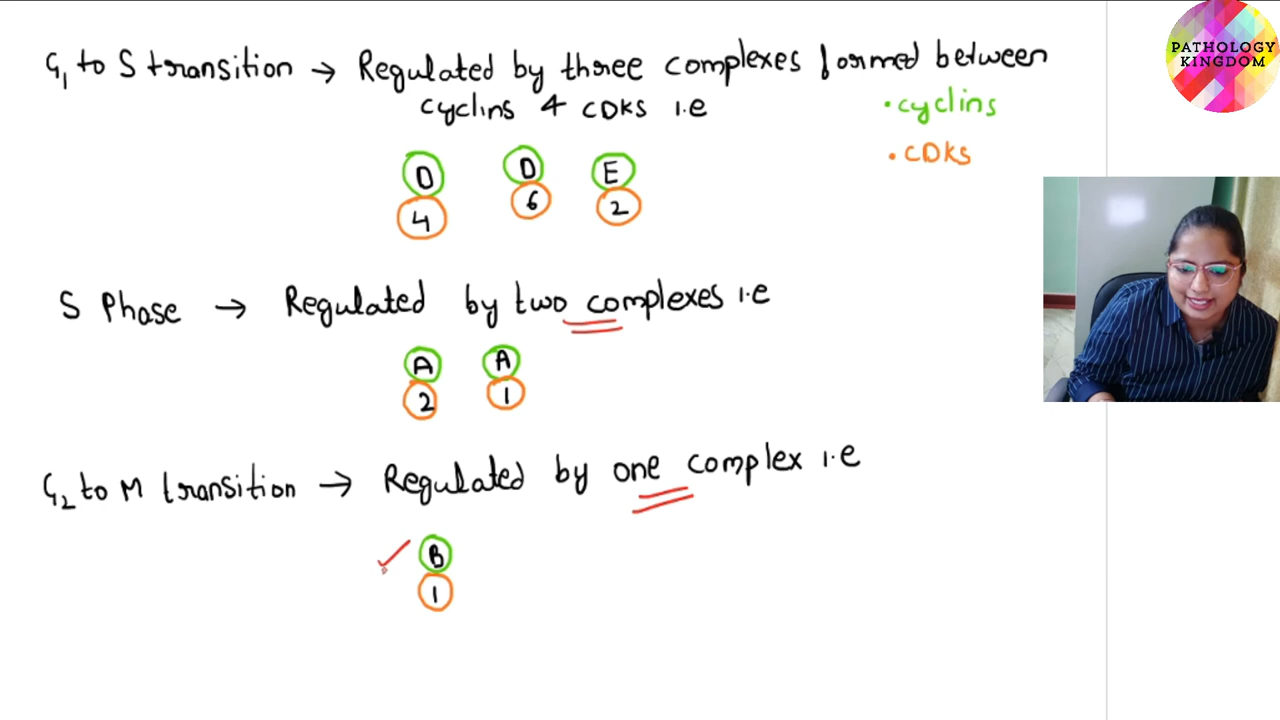 G1 to S transition → Regulated by three complexes formed between
cyclins & CDKs i.e
• cyclins
• CDKs
D D E
4 6 2
S Phase → Regulated by two complexes i.e
A A
2 1
G2 to M transition → Regulated by one complex i.e
B
1
PATHOLOGY
KINGDOM